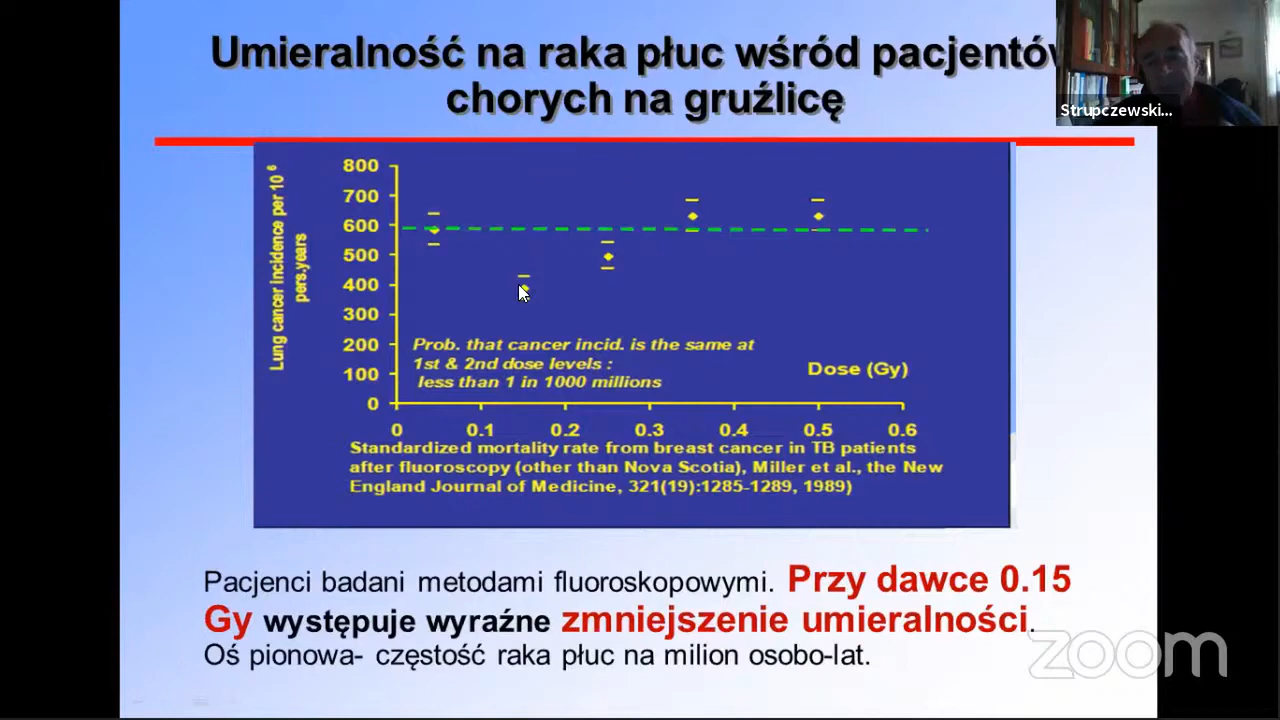 Umieralność na raka płuc wśród pacjentów
chorych na gruźlicę
Strupczewski...
Lung cancer incidence per 10 6
pers.years
800
700
600
500
400
300
200
100
0
Prob. that cancer incid. is the same at
1st & 2nd dose levels :
less than 1 in 1000 millions
Dose (Gy)
0 0.1 0.2 0.3 0.4 0.5 0.6
Standardized mortality rate from breast cancer in TB patients
after fluoroscopy (other than Nova Scotia), Miller et al., the New
England Journal of Medicine, 321(19):1285-1289, 1989)
Pacjenci badani metodami fluoroskopowymi. Przy dawce 0.15
Gy występuje wyraźne zmniejszenie umieralności.
Oś pionowa- częstość raka płuc na milion osobo-lat.
zoom